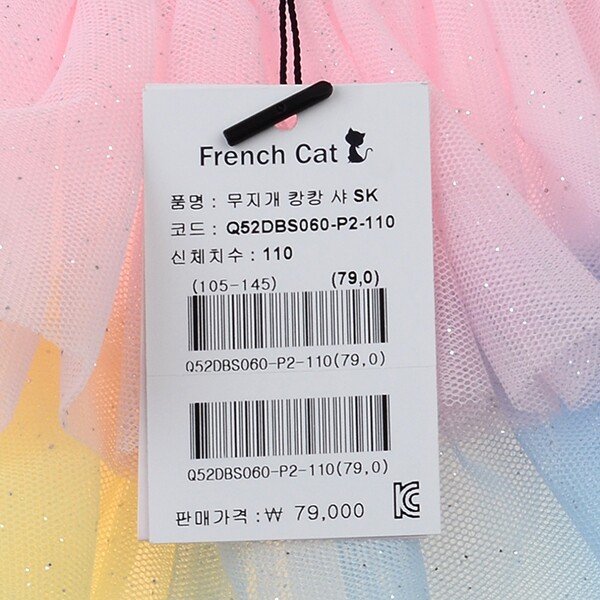 French Cat
품명 : 무지개 캉캉 샤 SK
코드 : Q52DBS060-P2-110
신체치수 : 110
(105-145) (79,0)
Q52DBS060-P2-110(79,0)
Q52DBS060-P2-110(79,0)
판매가격 : ₩ 79,000
KC